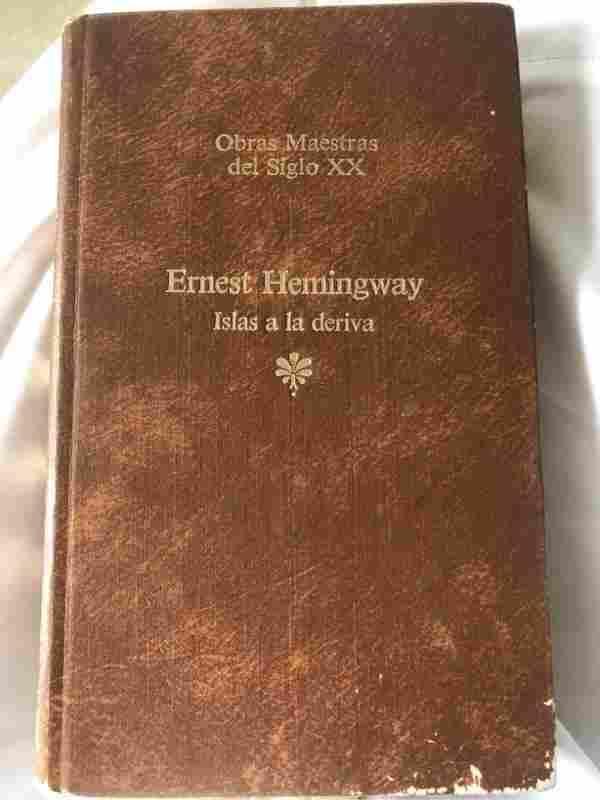 Obras Maestras
del Siglo XX
Ernest Hemingway
Islas a la deriva